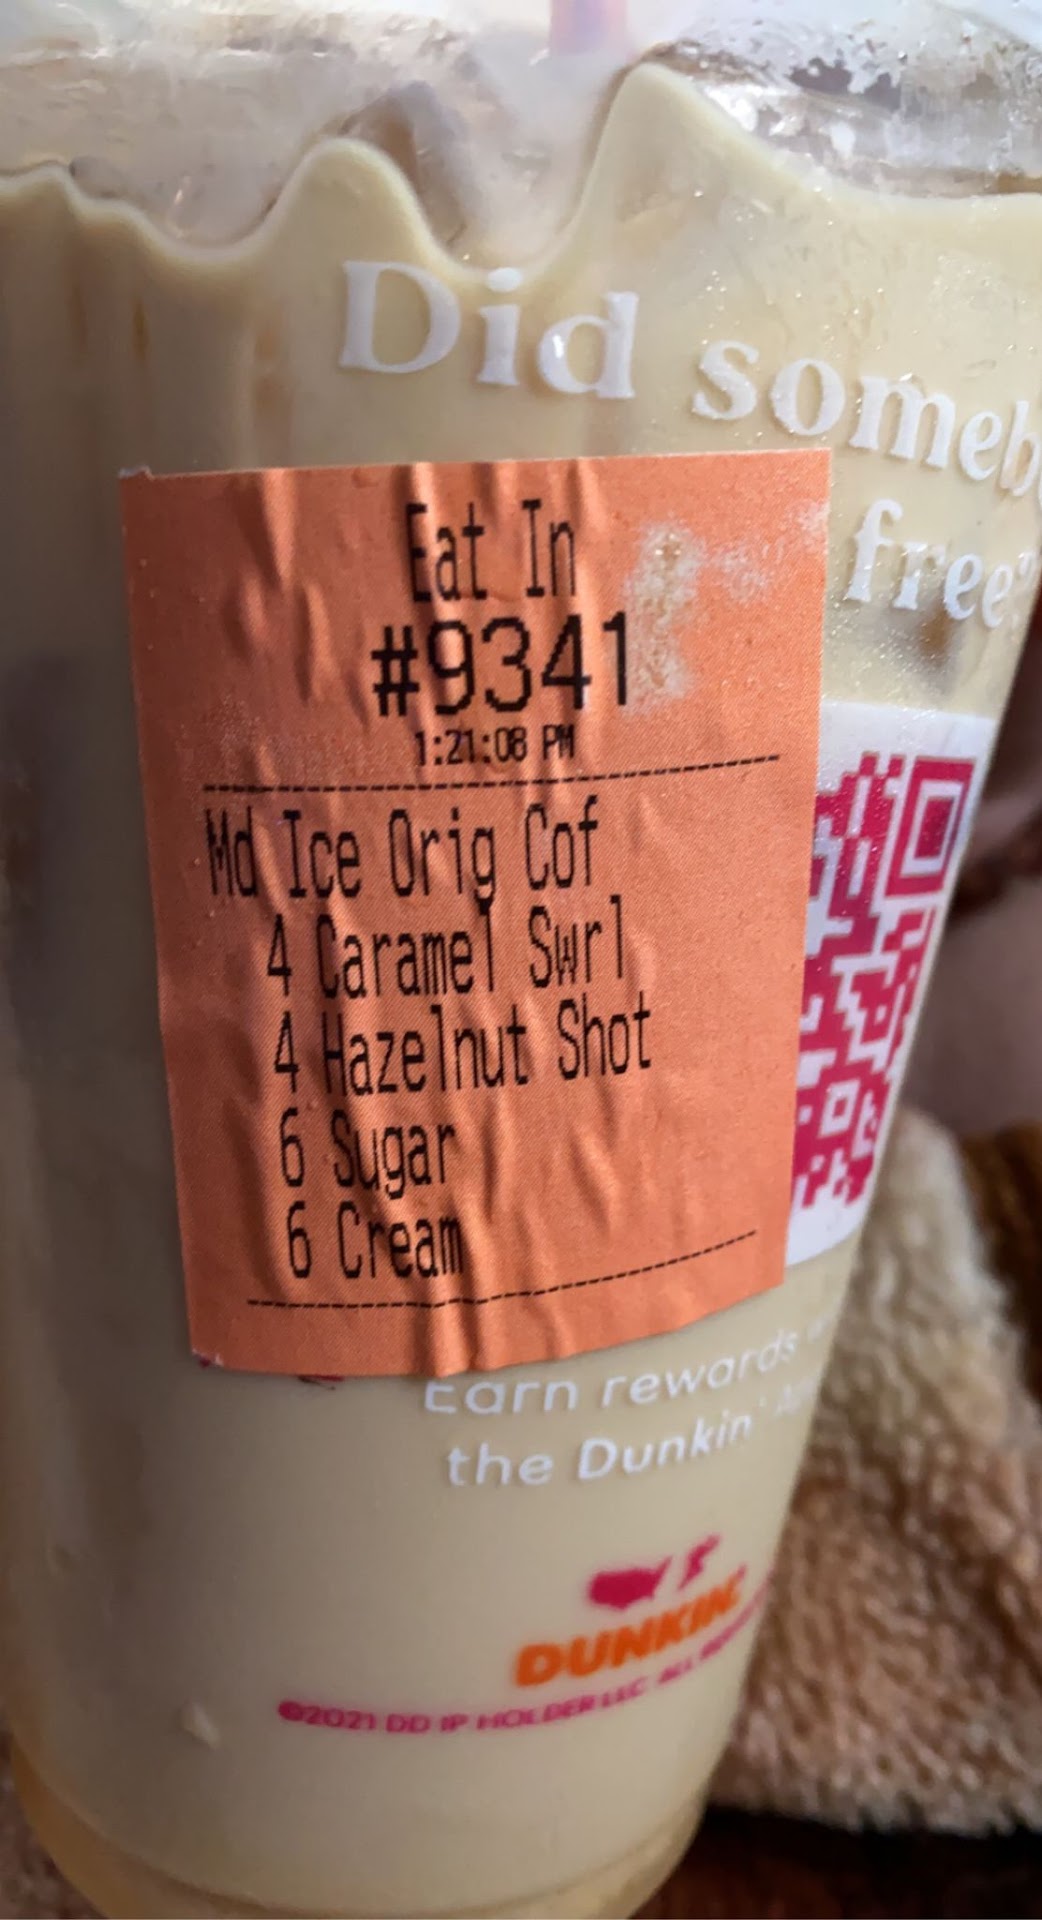 Did
free?
Eat In
#9341
1:21:08 PM
Md Ice Orig Cof
4 Caramel Swrl
4 Hazelnut Shot
6 Sugar
6 Cream
Earn rewards
the Dunkin'
DUNKIN'
©2021 DD IP HOLDER LLC. ALL